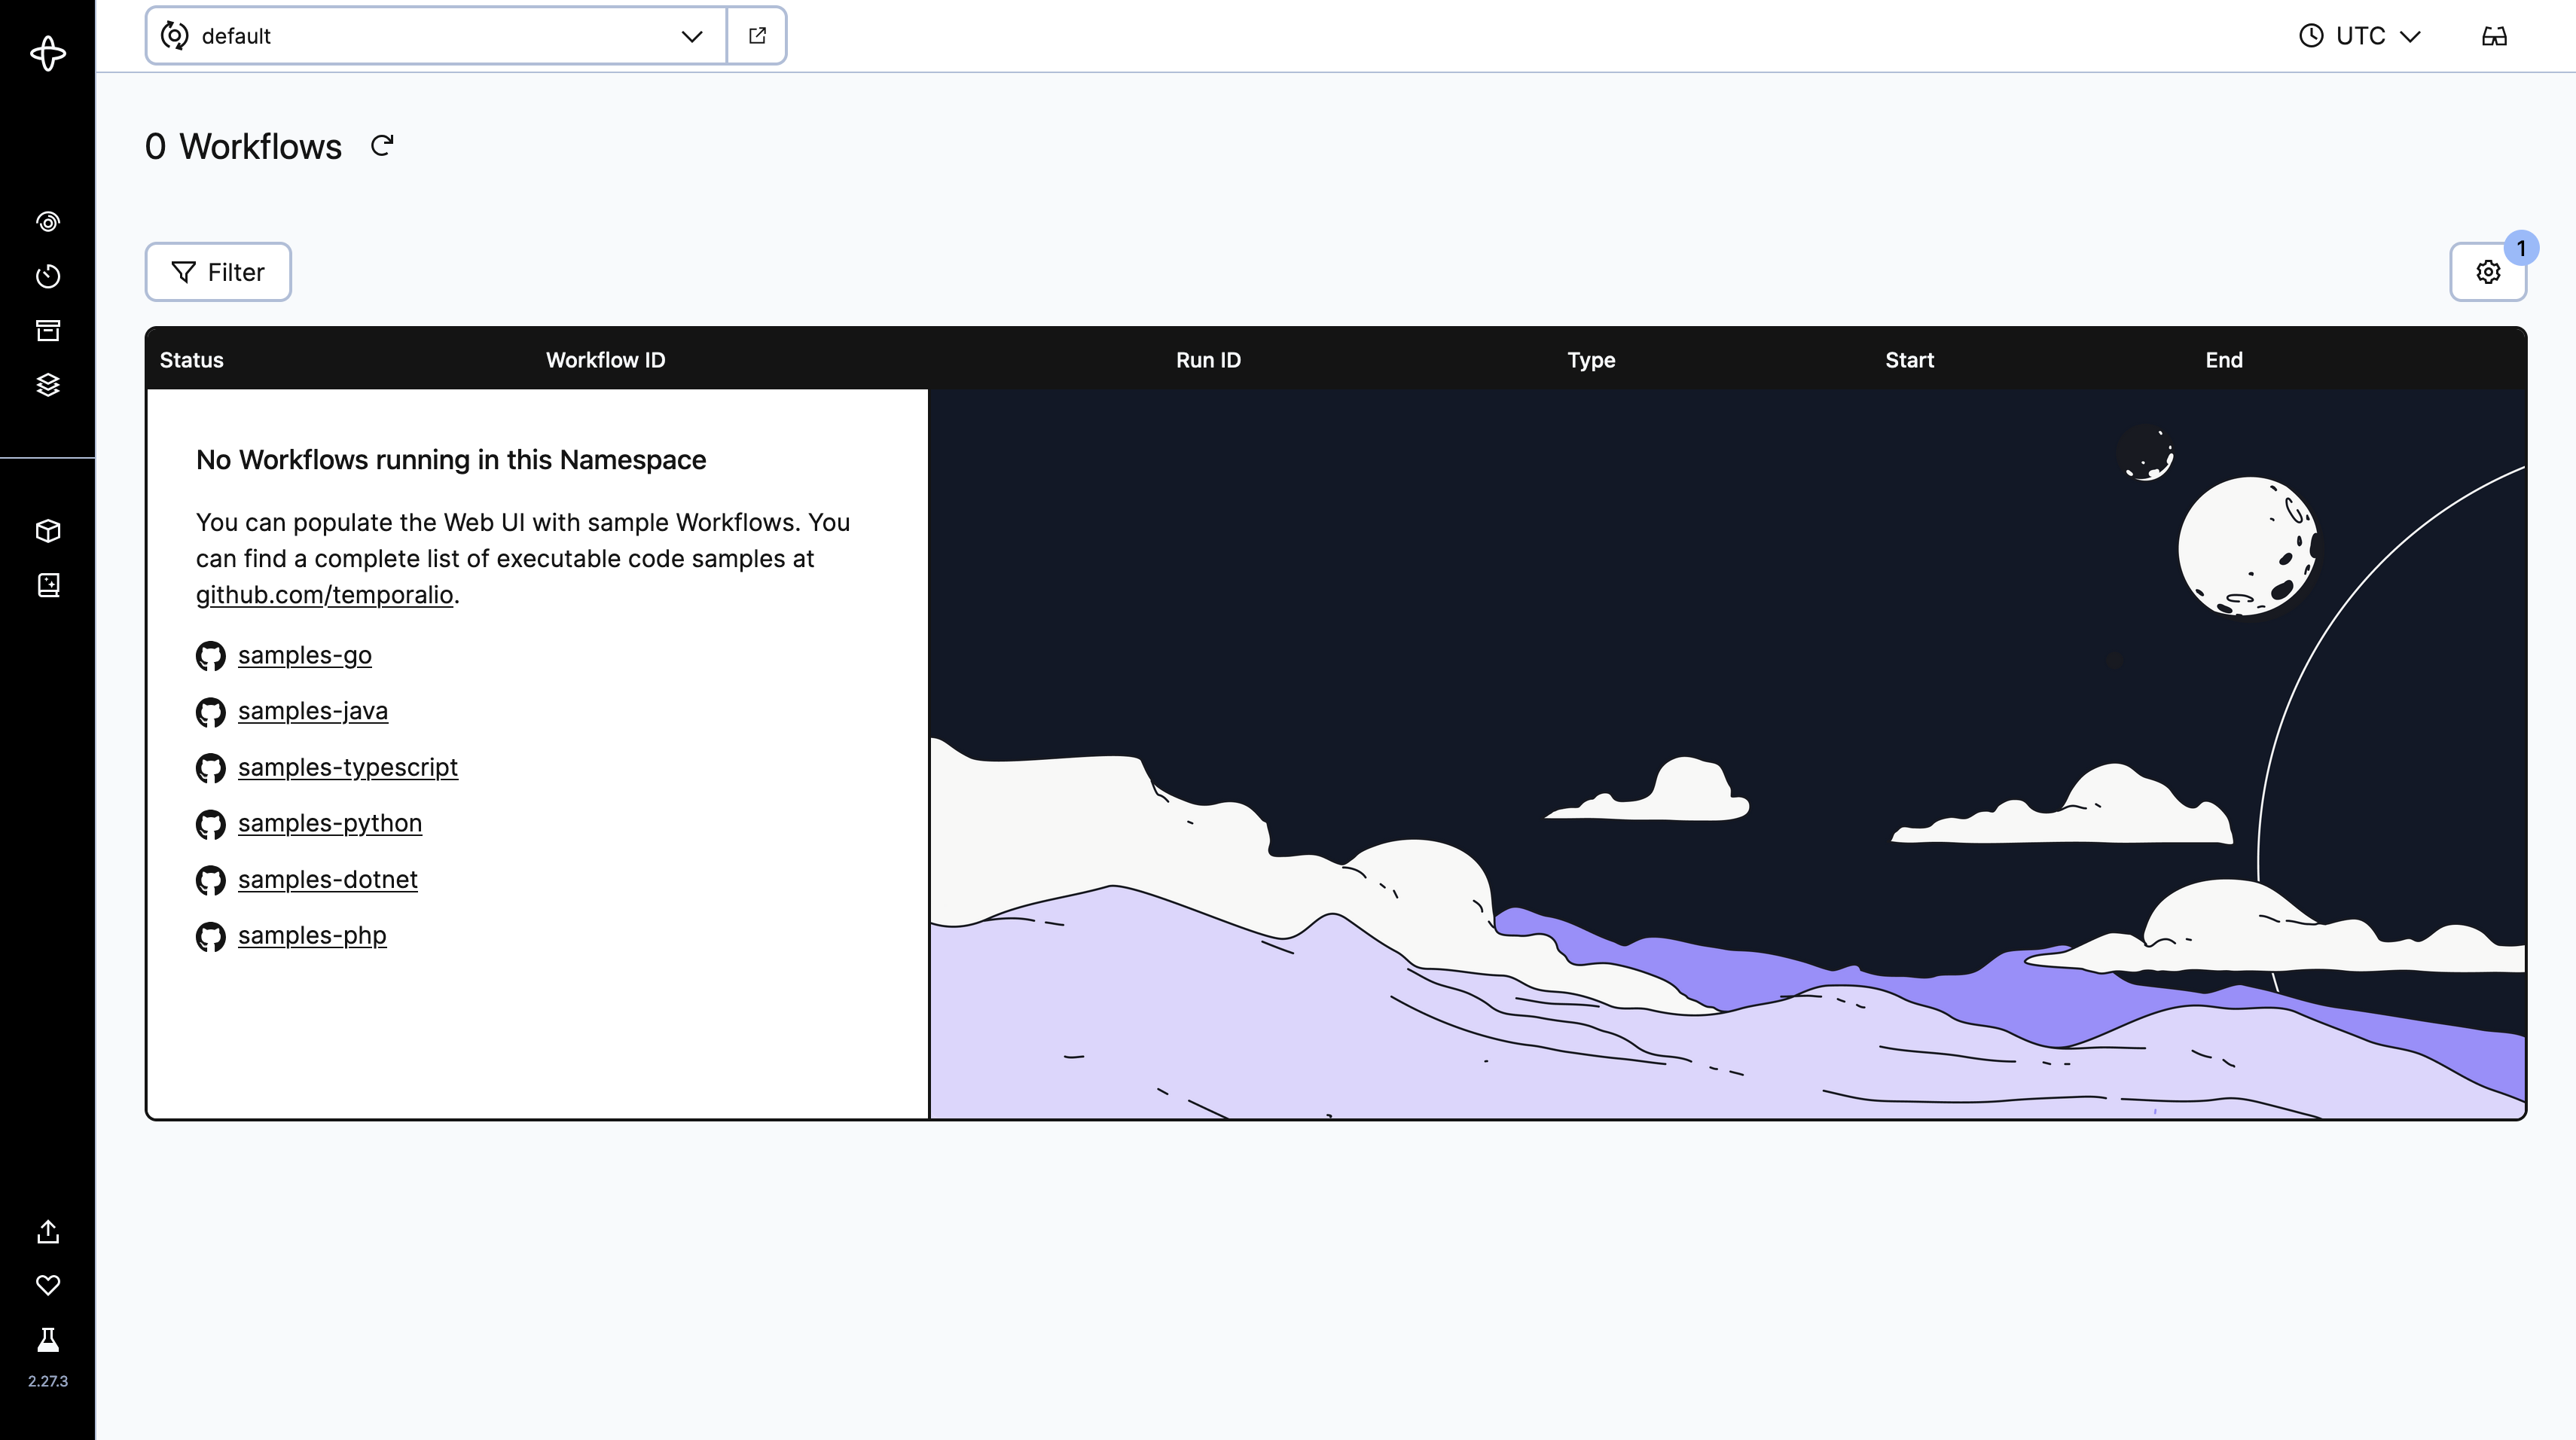 default
UTC
0 Workflows
Filter
1
Status Workflow ID Run ID Type Start End
No Workflows running in this Namespace
You can populate the Web UI with sample Workflows. You
can find a complete list of executable code samples at
github.com/temporalio.
samples-go
samples-java
samples-typescript
samples-python
samples-dotnet
samples-php
2.27.3